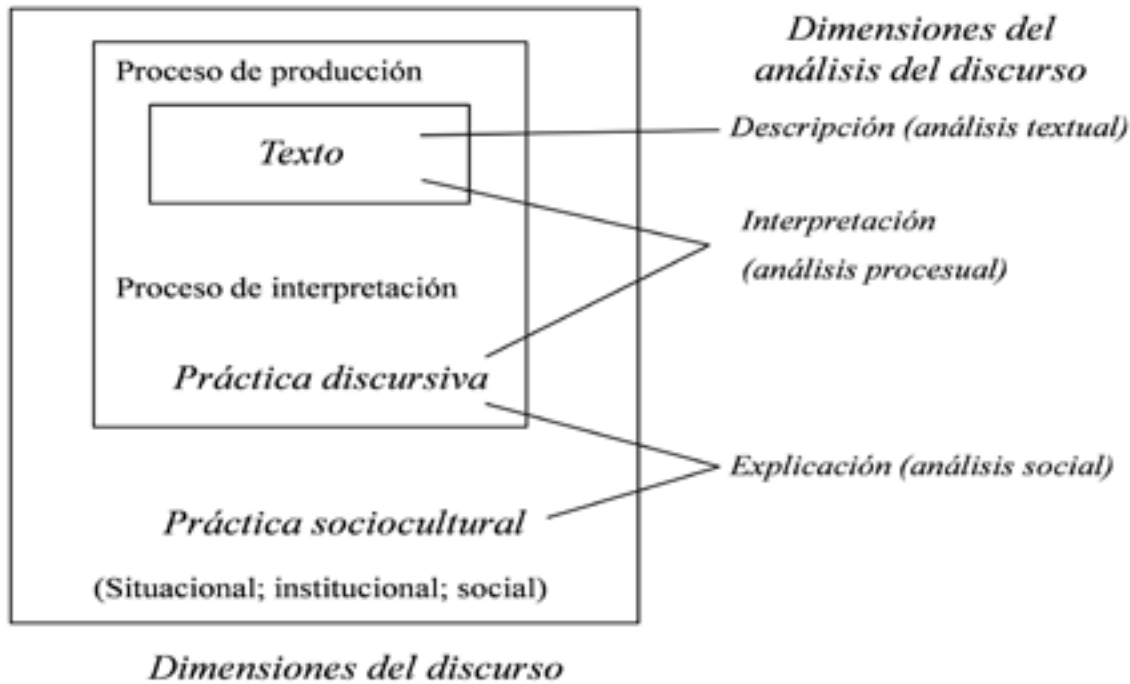 Dimensiones del
análisis del discurso
Proceso de producción
Texto
Descripción (análisis textual)
Interpretación
(análisis procesual)
Proceso de interpretación
Práctica discursiva
Explicación (análisis social)
Práctica sociocultural
(Situacional; institucional; social)
Dimensiones del discurso